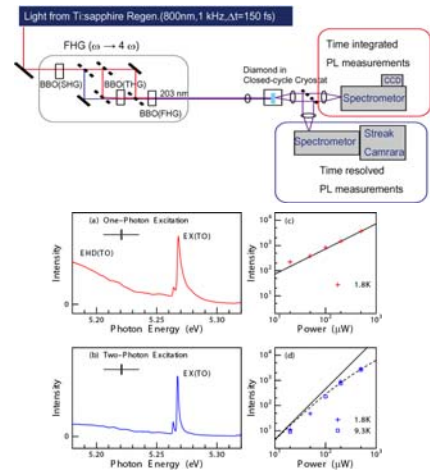 Light from Ti:sapphire Regen.(800nm,1 kHz,Δt=150 fs)
FHG (ω → 4 ω)
BBO(SHG)
BBO(THG)
203 nm
BBO(FHG)
Diamond in
Closed-cycle Cryostat
Time integrated
PL measurements
CCD
Spectrometor
Spectrometor
Streak
Camrara
Time resolved
PL measurements
(a) One-Photon Excitation
EHD(TO)
EX(TO)
Intensity
0
5.20 5.25 5.30
Photon Energy (eV)
(c)
Intensity
10⁴
10³
10²
10¹
1.8K
10¹ 10² 10³
Power (μW)
(b) Two-Photon Excitation
EX(TO)
Intensity
0
5.20 5.25 5.30
Photon Energy (eV)
(d)
Intensity
10⁴
10³
10²
10¹
1.8K
9.3K
10¹ 10² 10³
Power (μW)